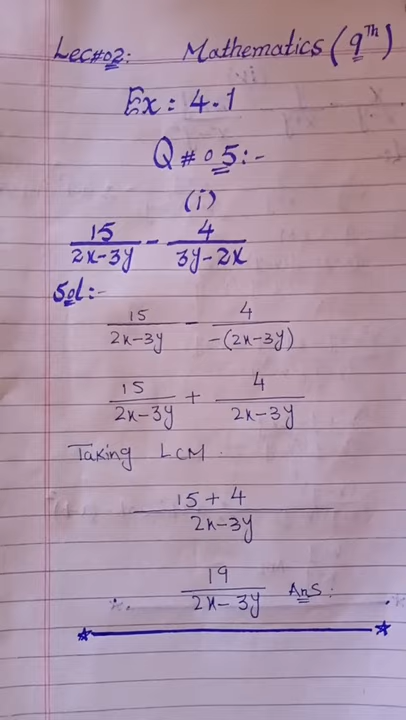 Lec#02: Mathematics (9Th)
Ex: 4.1
Q # 05:-
(i)
15/(2x-3y) - 4/(3y-2x)
Sol:-
15/(2x-3y) - 4/-(2x-3y)
15/(2x-3y) + 4/(2x-3y)
Taking LCM.
(15+4)/(2x-3y)
19/(2x-3y) Ans: